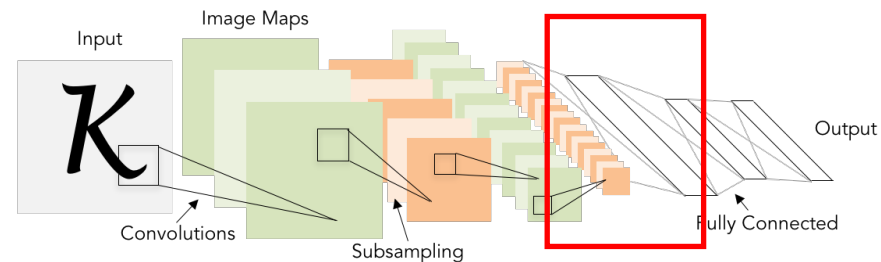 Image Maps
Input
K
Output
Convolutions
Subsampling
Fully Connected